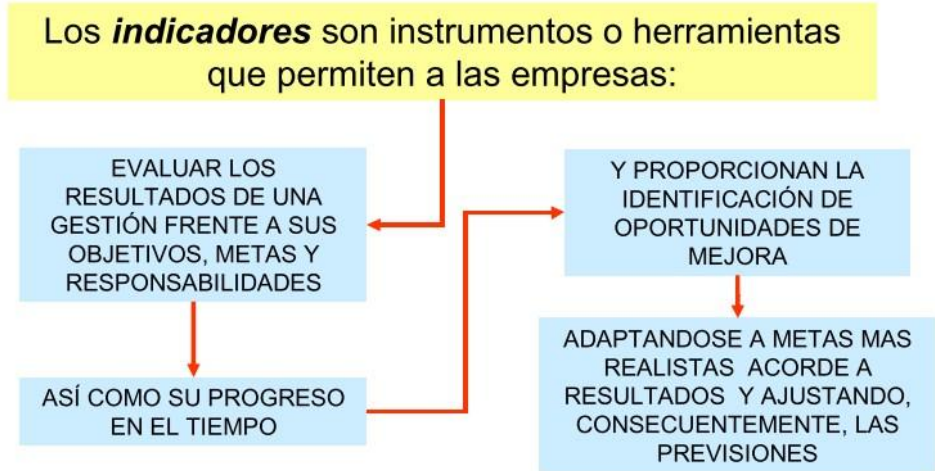 Los indicadores son instrumentos o herramientas
que permiten a las empresas:
EVALUAR LOS
RESULTADOS DE UNA
GESTIÓN FRENTE A SUS
OBJETIVOS, METAS Y
RESPONSABILIDADES
ASÍ COMO SU PROGRESO
EN EL TIEMPO
Y PROPORCIONAN LA
IDENTIFICACIÓN DE
OPORTUNIDADES DE
MEJORA
ADAPTANDOSE A METAS MAS
REALISTAS ACORDE A
RESULTADOS Y AJUSTANDO,
CONSECUENTEMENTE, LAS
PREVISIONES